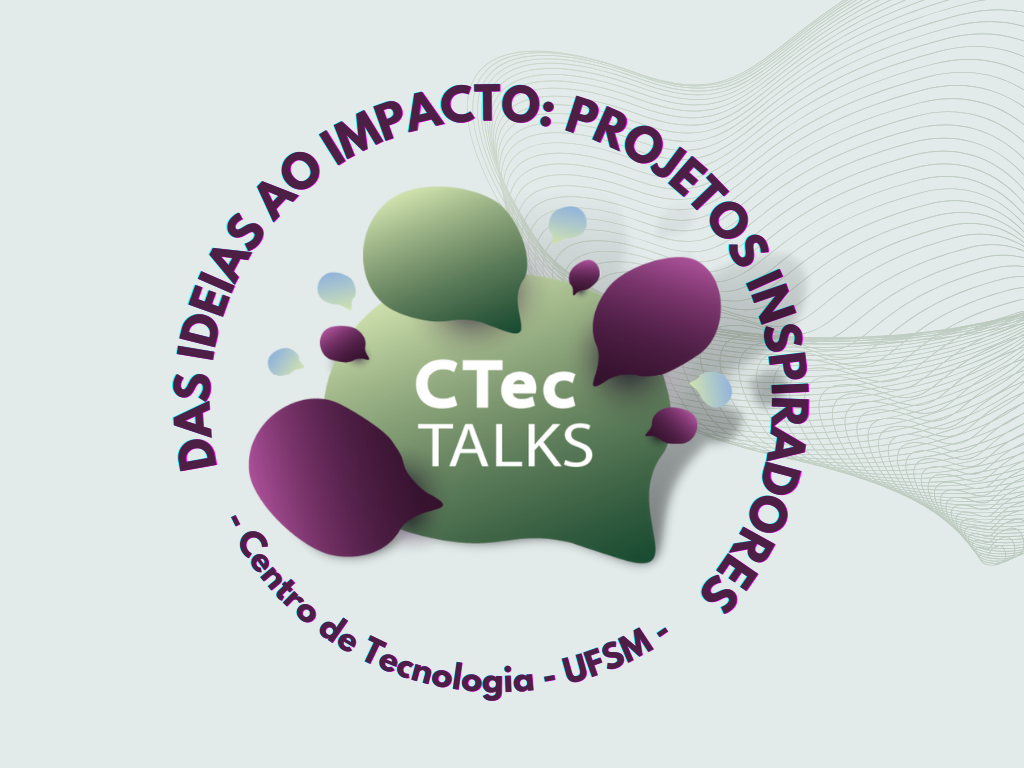 DAS IDEIAS AO IMPACTO: PROJETOS INSPIRADORES
CTec
TALKS
- Centro de Tecnologia - UFSM -